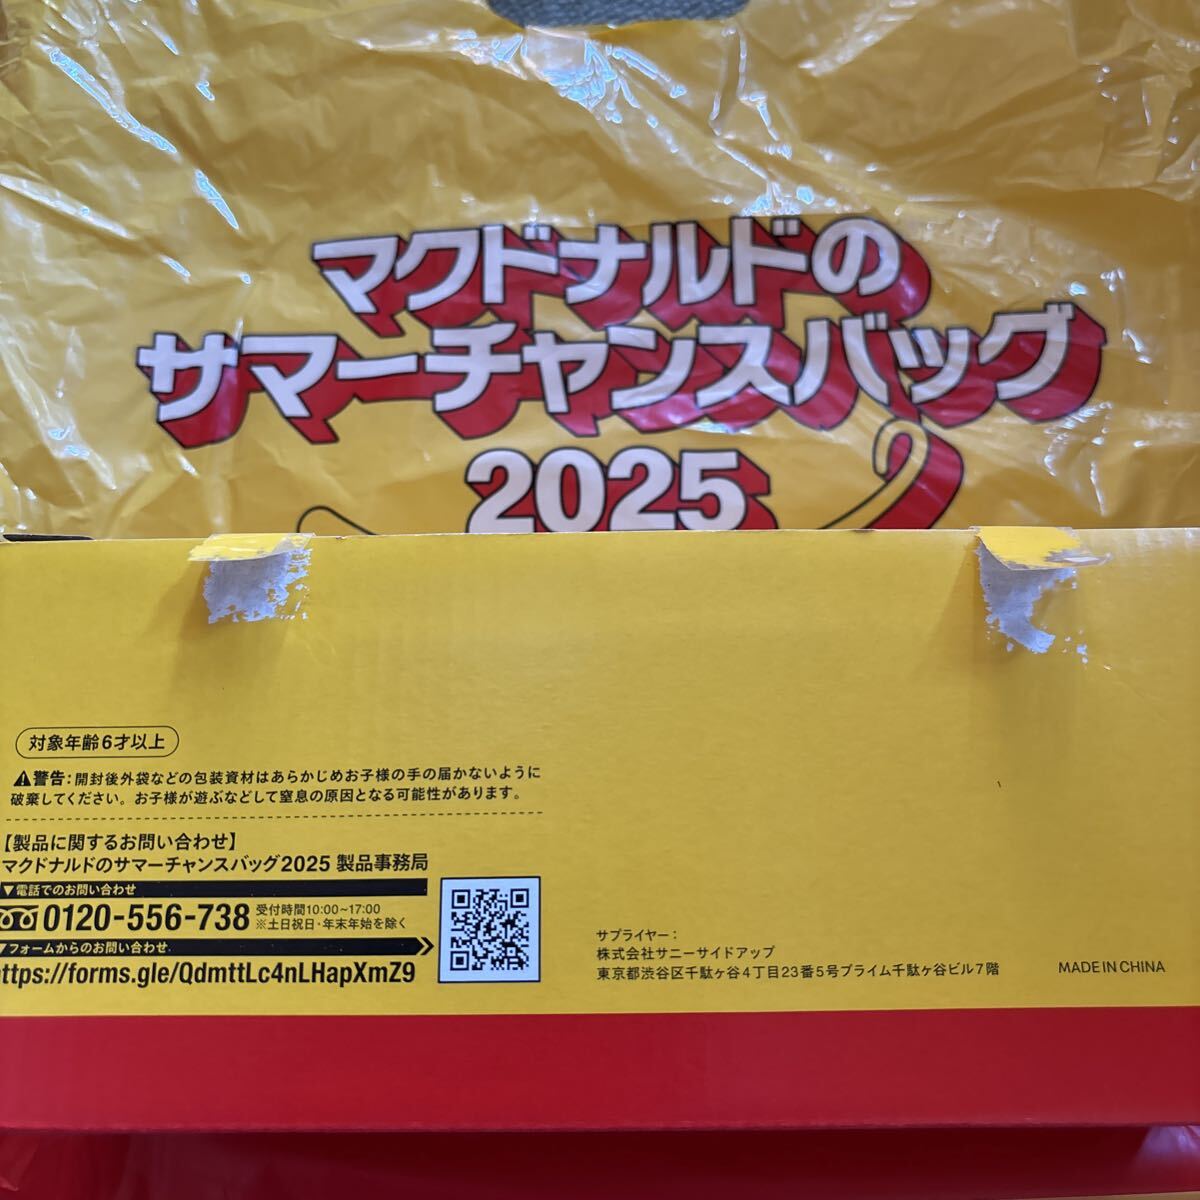 マクドナルドの
サマーチャンスバッグ
2025
対象年齢6才以上
⚠警告:開封後外袋などの包装資材はあらかじめお子様の手の届かないように
破棄してください。お子様が遊ぶなどして窒息の原因となる可能性があります。
【製品に関するお問い合わせ】
マクドナルドのサマーチャンスバッグ2025 製品事務局
▼電話でのお問い合わせ
0120-556-738
受付時間10:00~17:00
※土日祝日・年末年始を除く
▼フォームからのお問い合わせ
ttps://forms.gle/QdmttLc4nLHapXmZ9
サプライヤー:
株式会社サニーサイドアップ
東京都渋谷区千駄ヶ谷4丁目23番5号プライム千駄ヶ谷ビル7階
MADE IN CHINA